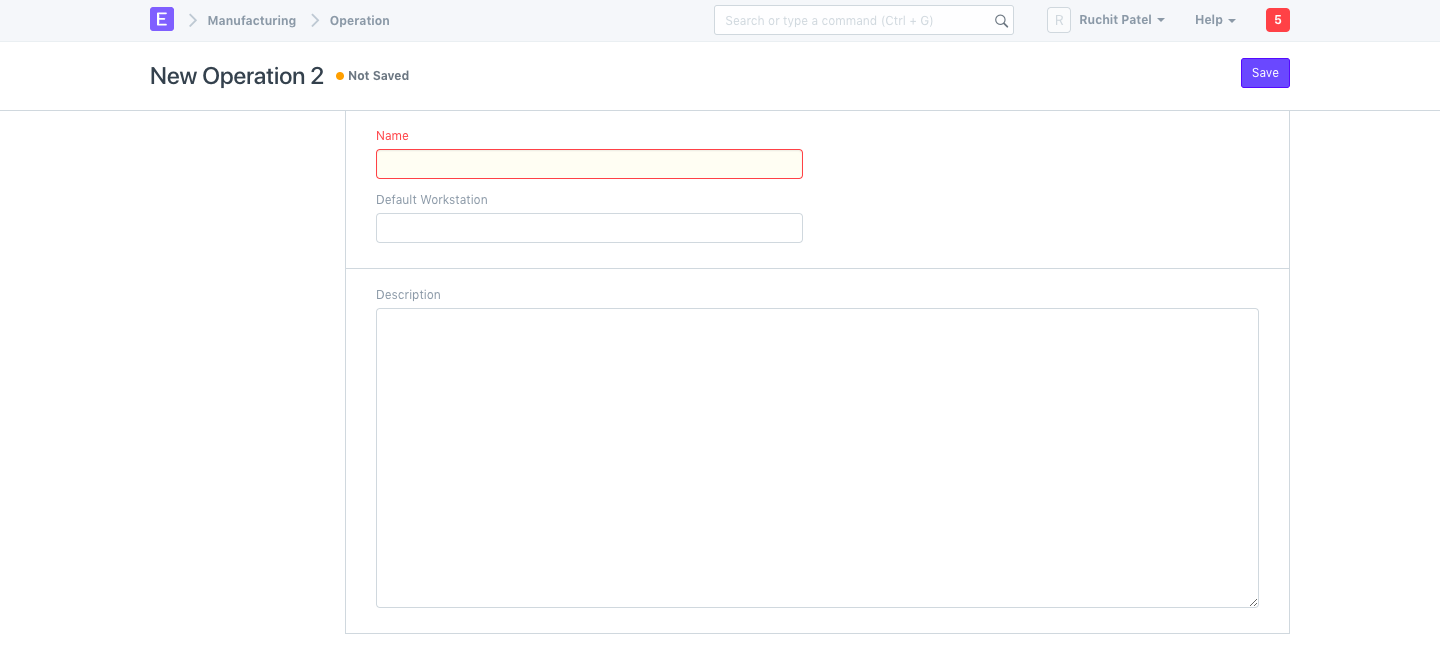 E Manufacturing Operation Search or type a command (Ctrl + G) R Ruchit Patel Help 5
New Operation 2 Not Saved Save
Name
Default Workstation
Description